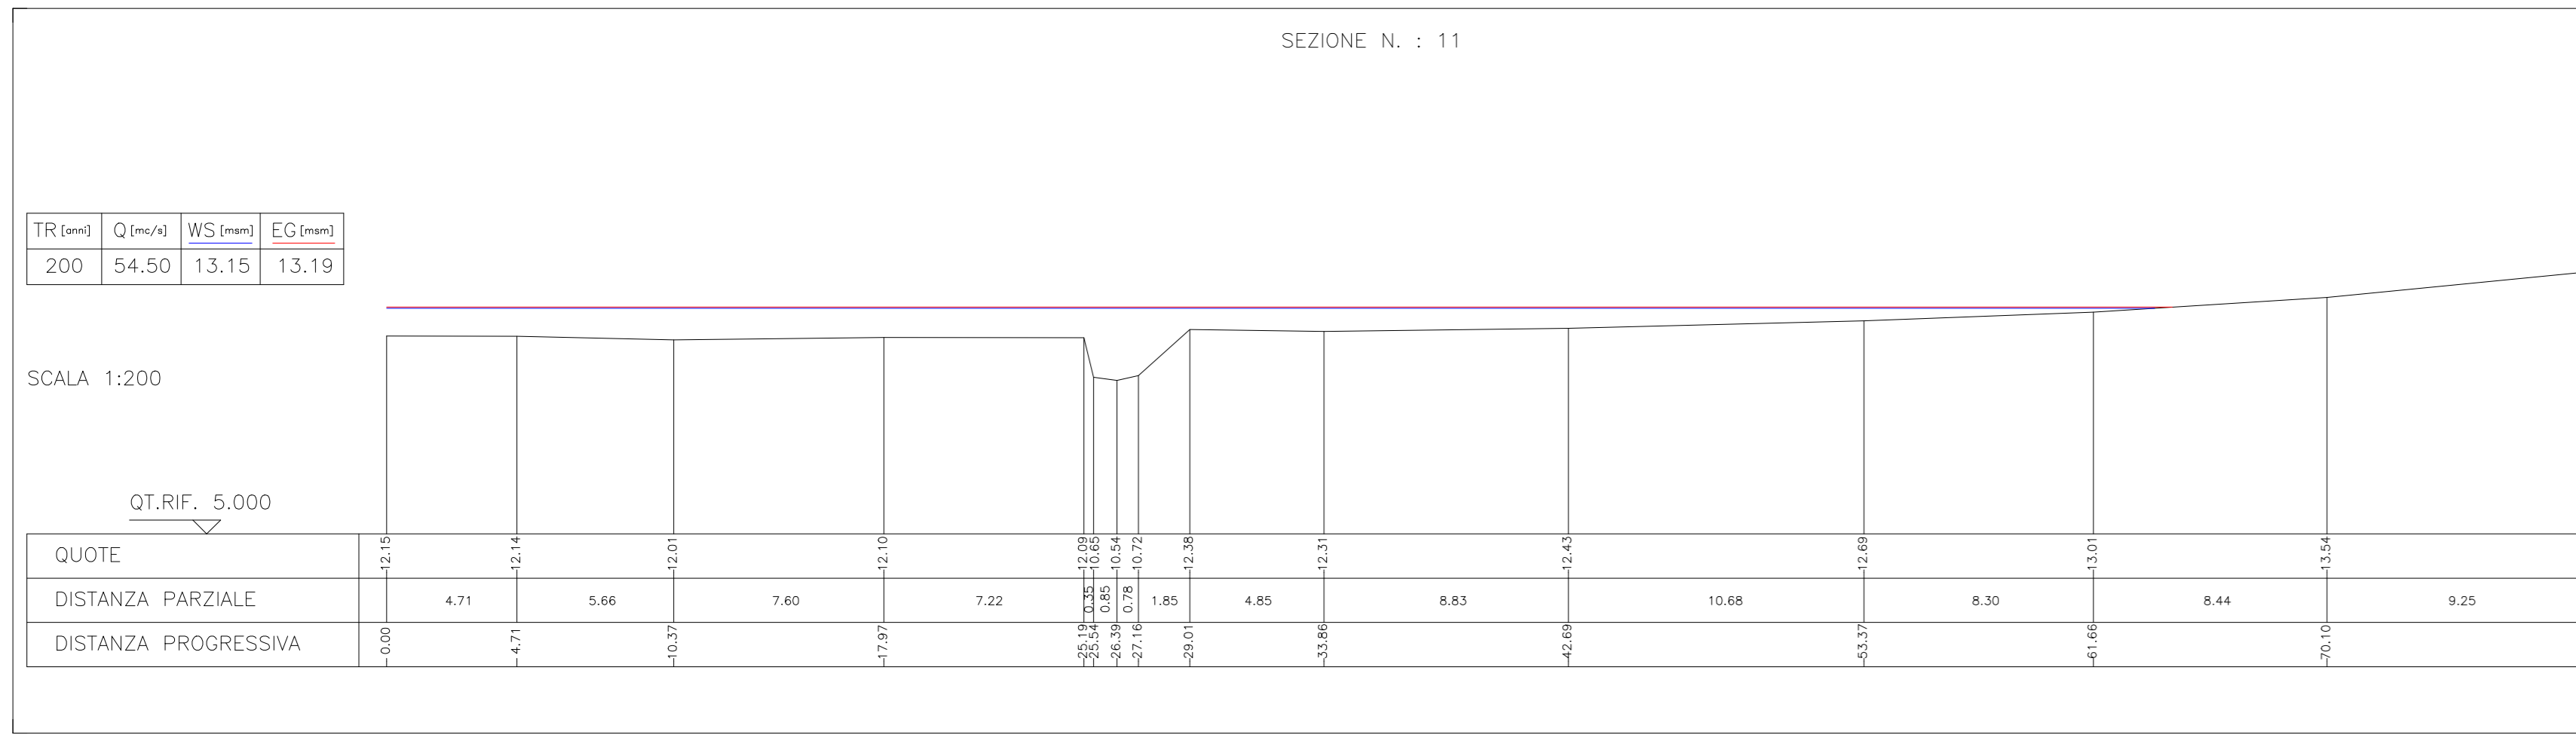 SEZIONE N. : 11
TR [anni] Q [mc/s] WS [msm] EG [msm]
200 54.50 13.15 13.19
SCALA 1:200
QT.RIF. 5.000
QUOTE 12.15 12.14 12.01 12.10 12.09 10.65 10.54 10.72 12.38 12.31 12.43 12.69 13.01 13.54
DISTANZA PARZIALE 4.71 5.66 7.60 7.22 0.35 0.85 0.78 1.85 4.85 8.83 10.68 8.30 8.44 9.25
DISTANZA PROGRESSIVA 0.00 4.71 10.37 17.97 25.19 25.54 26.39 27.16 29.01 33.86 42.69 53.37 61.66 70.10